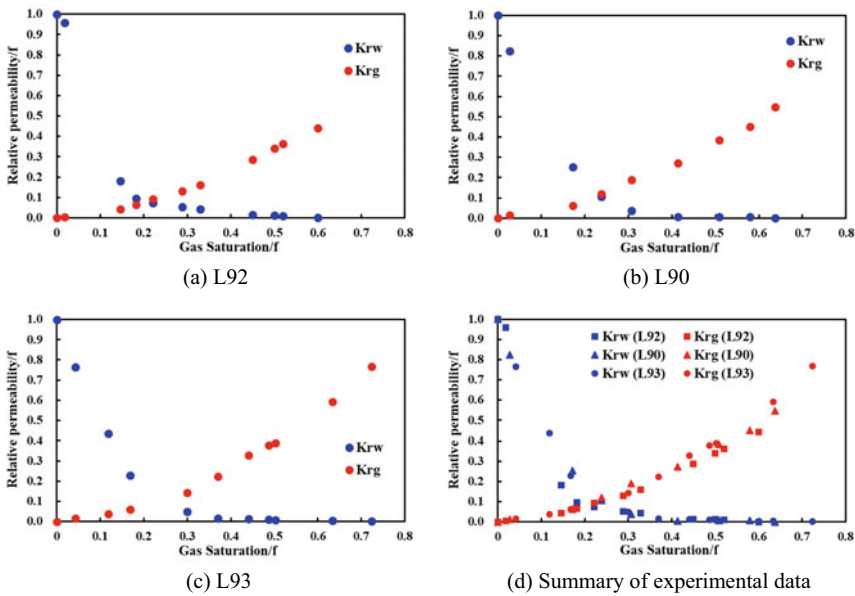 Relative permeability/f
1.0
0.9
0.8
0.7
0.6
0.5
0.4
0.3
0.2
0.1
0.0
Krw
Krg
0 0.1 0.2 0.3 0.4 0.5 0.6 0.7 0.8
Gas Saturation/f
(a) L92
Relative permeability/f
1.0
0.9
0.8
0.7
0.6
0.5
0.4
0.3
0.2
0.1
0.0
Krw
Krg
0 0.1 0.2 0.3 0.4 0.5 0.6 0.7 0.8
Gas Saturation/f
(b) L90
Relative permeability/f
1.0
0.9
0.8
0.7
0.6
0.5
0.4
0.3
0.2
0.1
0.0
Krw
Krg
0 0.1 0.2 0.3 0.4 0.5 0.6 0.7 0.8
Gas Saturation/f
(c) L93
Relative permeability/f
1.0
0.9
0.8
0.7
0.6
0.5
0.4
0.3
0.2
0.1
0.0
Krw (L92) Krg (L92)
Krw (L90) Krg (L90)
Krw (L93) Krg (L93)
0 0.1 0.2 0.3 0.4 0.5 0.6 0.7 0.8
Gas Saturation/f
(d) Summary of experimental data